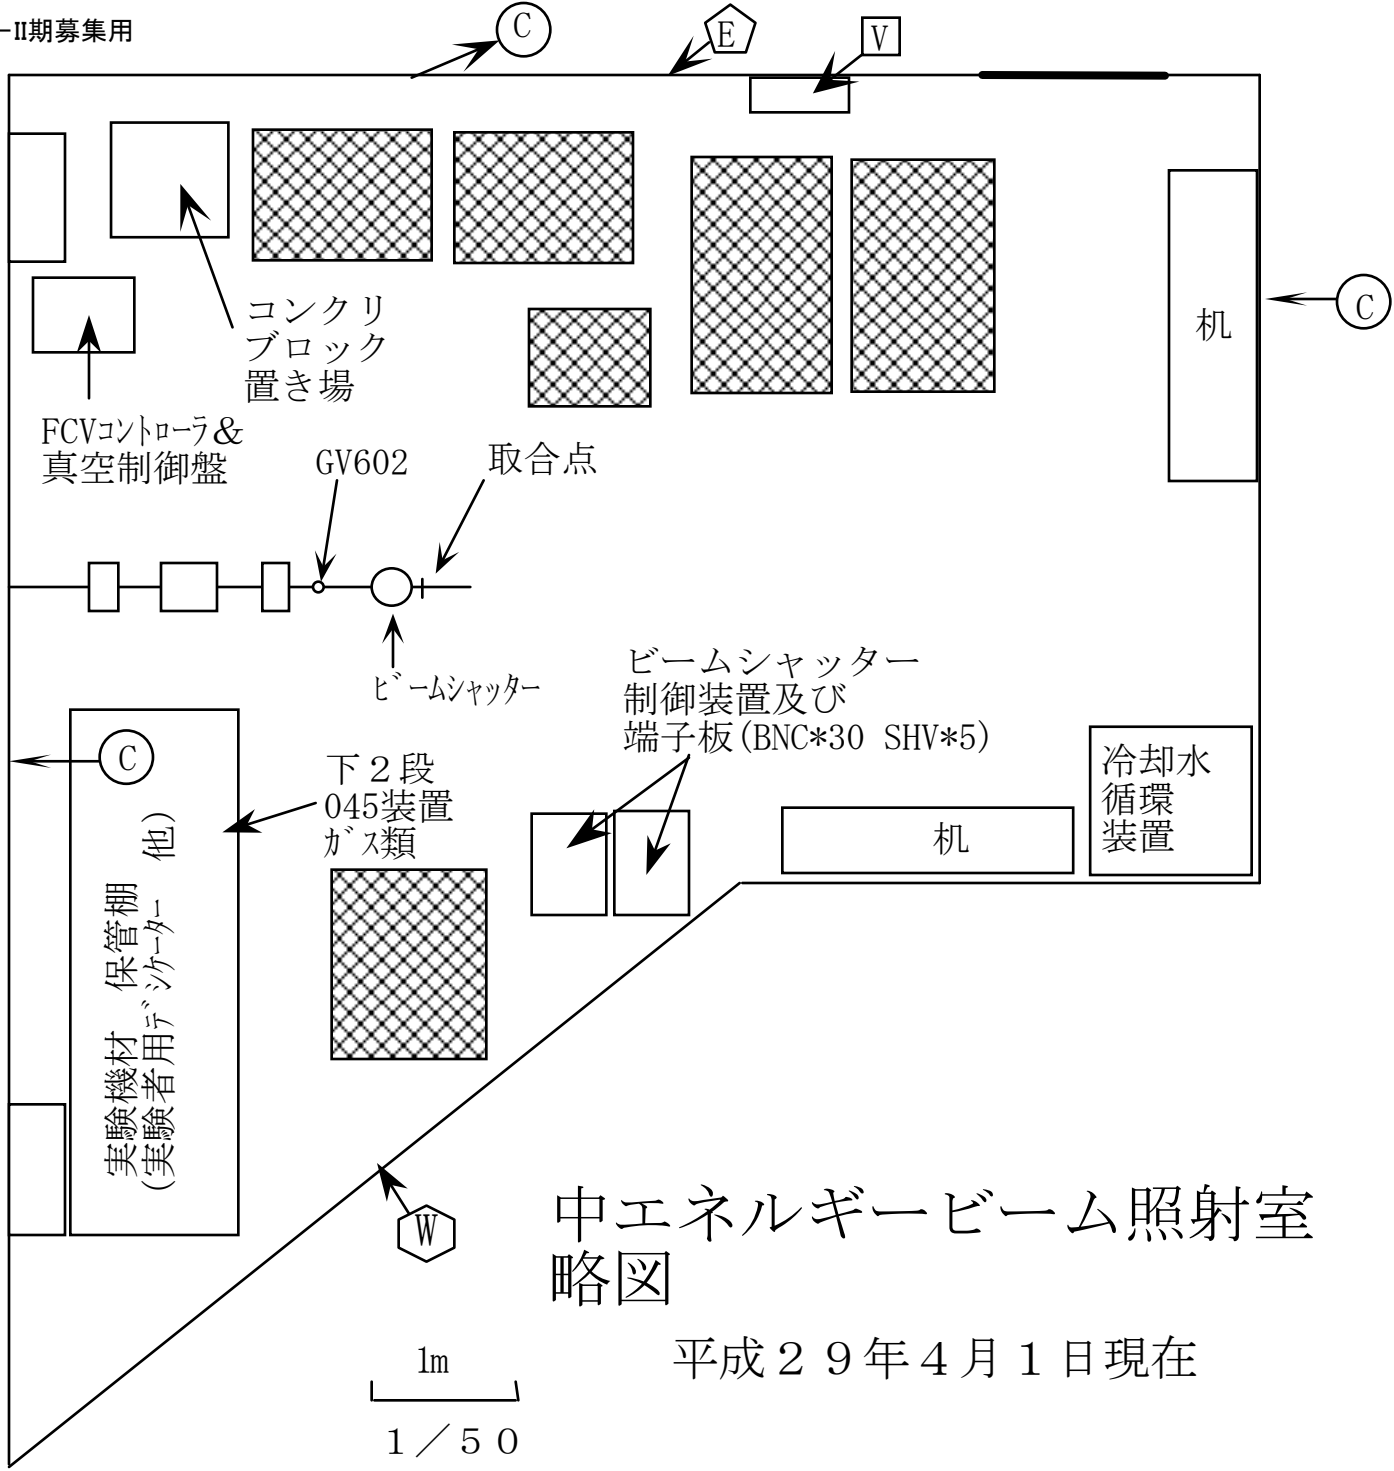 -II期募集用
C
E
V
コンクリ
ブロック
置き場
机
C
FCVコントローラ&
真空制御盤
GV602
取合点
ビームシャッター
ビームシャッター
制御装置及び
端子板(BNC*30 SHV*5)
C
下２段
045装置
ガス類
冷却水
循環
装置
机
実験機材　保管棚
(実験者用デシケーター　他)
W
中エネルギービーム照射室
略図
平成２９年４月１日現在
1m
１／５０